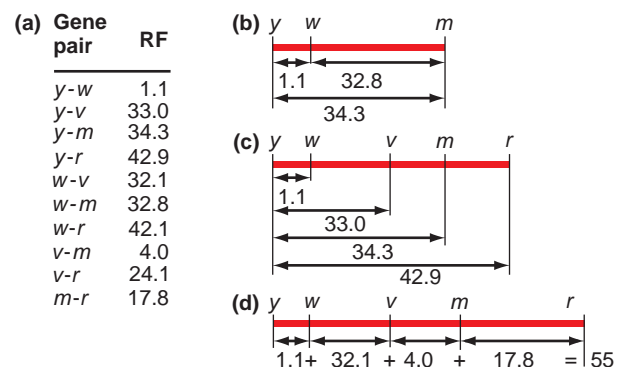 (a) Gene pair RF
y-w 1.1
y-v 33.0
y-m 34.3
y-r 42.9
w-v 32.1
w-m 32.8
w-r 42.1
v-m 4.0
v-r 24.1
m-r 17.8
(b) y w m
1.1 32.8
34.3
(c) y w v m r
1.1
33.0
34.3
42.9
(d) y w v m r
1.1+ 32.1 + 4.0 + 17.8 = 55